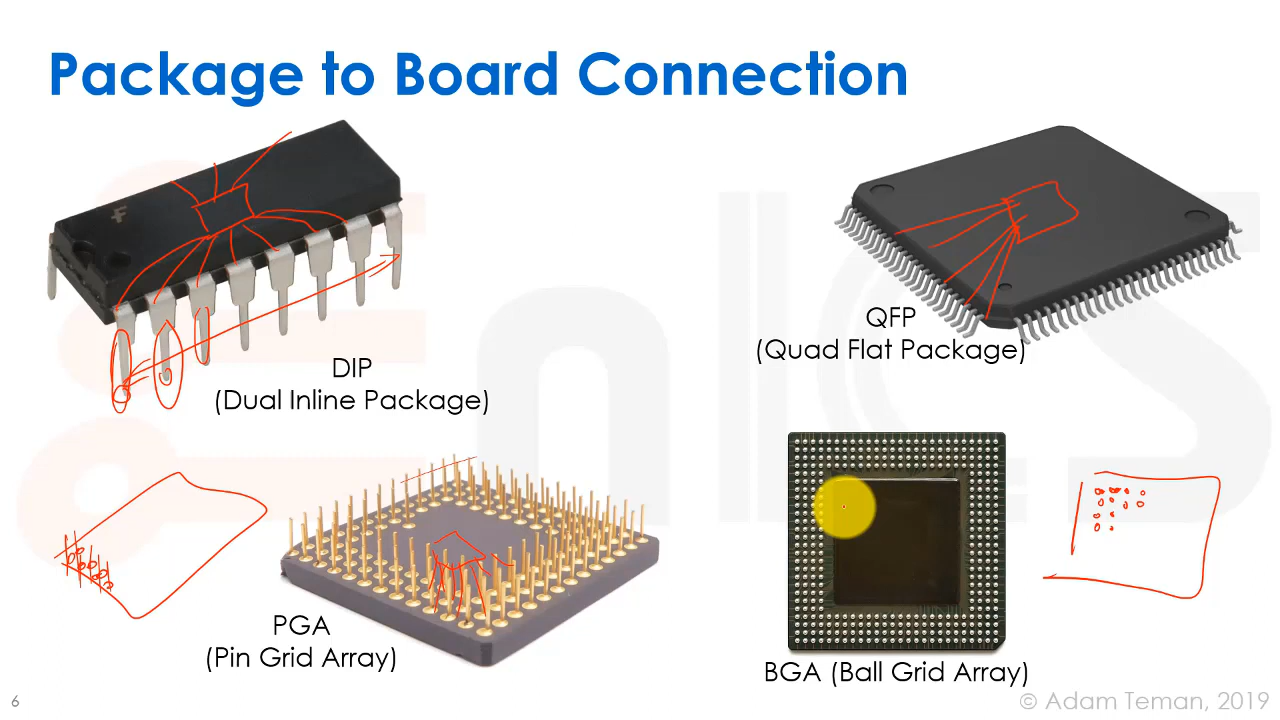 Package to Board Connection
DIP
(Dual Inline Package)
QFP
(Quad Flat Package)
PGA
(Pin Grid Array)
BGA (Ball Grid Array)
6
© Adam Teman, 2019